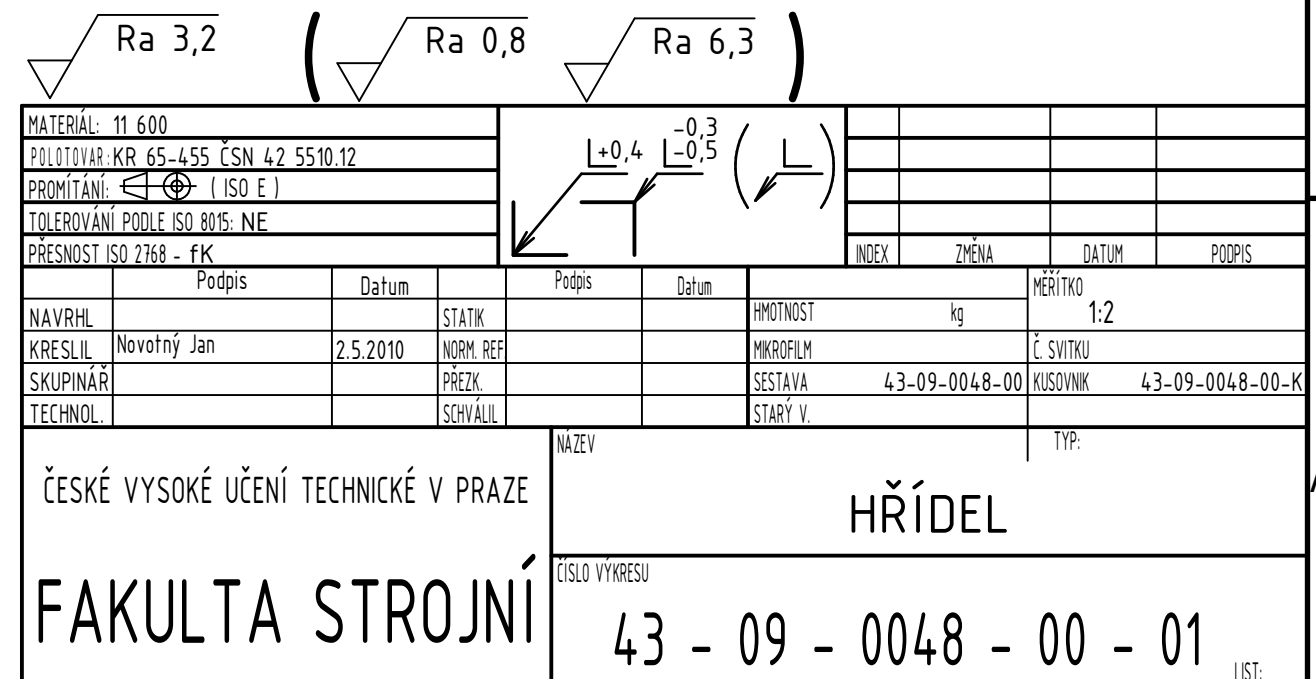 Ra 3,2 ( Ra 0,8 Ra 6,3 )
MATERIÁL: 11 600
POLOTOVAR: KR 65-455 ČSN 42 5510.12
PROMÍTÁNÍ: ( ISO E )
TOLEROVÁNÍ PODLE ISO 8015: NE
PŘESNOST ISO 2768 - fK
+0,4
-0,3
-0,5
INDEX ZMĚNA DATUM PODPIS
Podpis Datum Podpis Datum MĚŘÍTKO
NAVRHL STATIK HMOTNOST kg 1:2
KRESLIL Novotný Jan 2.5.2010 NORM. REF MIKROFILM Č. SVITKU
SKUPINÁŘ PŘEZK. SESTAVA 43-09-0048-00 KUSOVNIK 43-09-0048-00-K
TECHNOL. SCHVÁLIL STARÝ V.
ČESKÉ VYSOKÉ UČENÍ TECHNICKÉ V PRAZE
FAKULTA STROJNÍ
NÁZEV TYP:
HŘÍDEL
ČÍSLO VÝKRESU
43 - 09 - 0048 - 00 - 01
LIST: